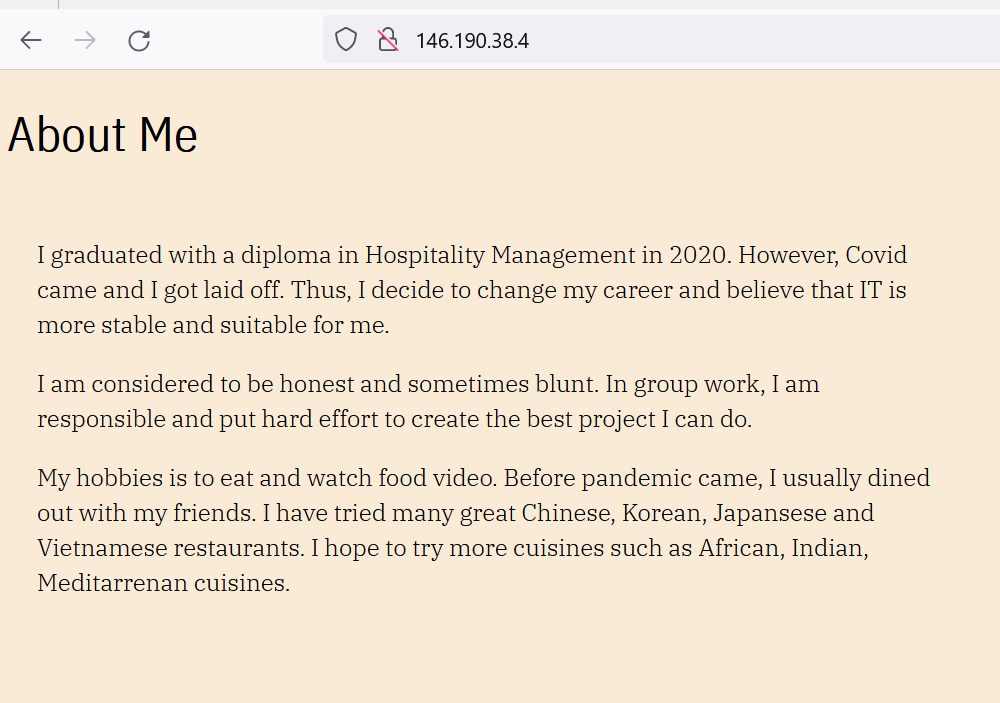 146.190.38.4
About Me
I graduated with a diploma in Hospitality Management in 2020. However, Covid
came and I got laid off. Thus, I decide to change my career and believe that IT is
more stable and suitable for me.
I am considered to be honest and sometimes blunt. In group work, I am
responsible and put hard effort to create the best project I can do.
My hobbies is to eat and watch food video. Before pandemic came, I usually dined
out with my friends. I have tried many great Chinese, Korean, Japansese and
Vietnamese restaurants. I hope to try more cuisines such as African, Indian,
Meditarrenan cuisines.